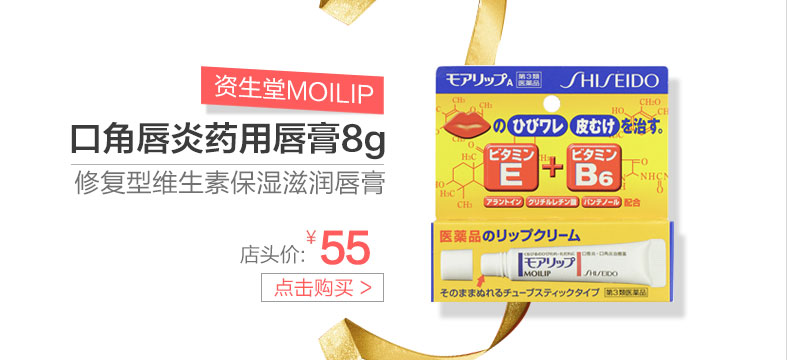 资生堂MOILIP
口角唇炎药用唇膏8g
修复型维生素保湿滋润唇膏
店头价:¥55
点击购买 >
モアリップA 第3類医薬品 SHISEIDO
の ひびワレ 皮むけ を治す。
ビタミンE + ビタミンB6
アラントイン グリチルレチン酸 パンテノール 配合
医薬品のリップクリーム
モアリップ
MOILIP SHISEIDO
そのままぬれるチューブスティックタイプ 第3類医薬品